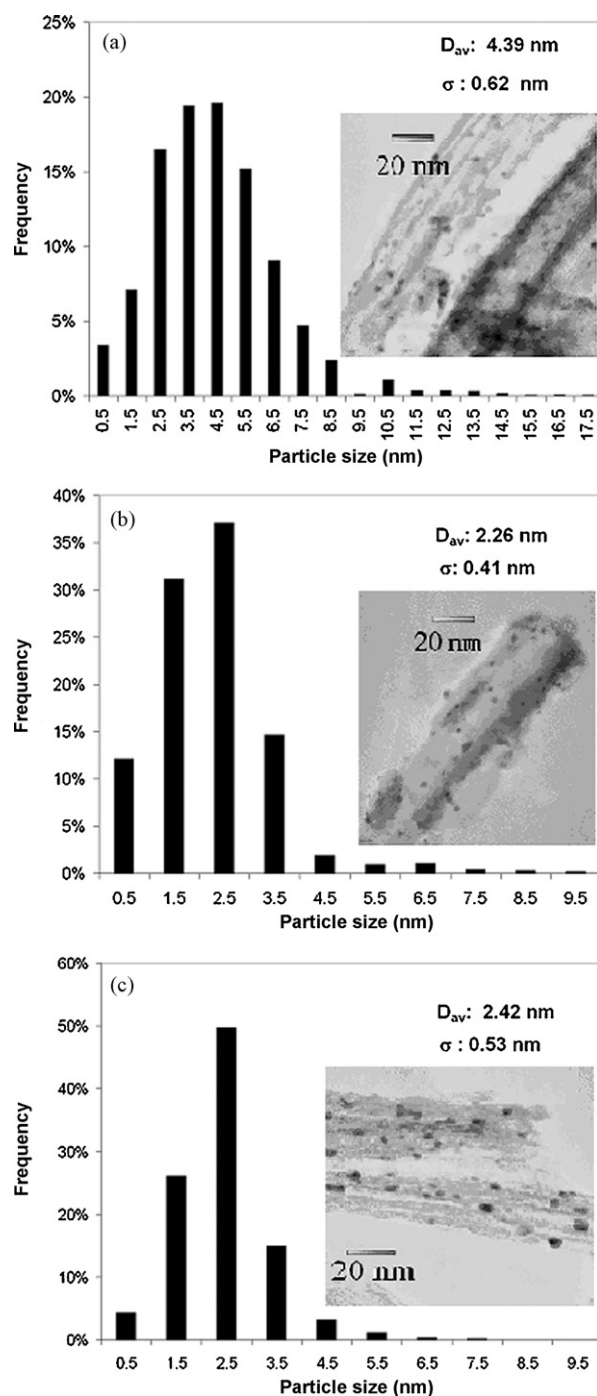 (a)
D_av: 4.39 nm
σ : 0.62 nm
20 nm
25%
20%
15%
10%
5%
0%
Frequency
0.5 1.5 2.5 3.5 4.5 5.5 6.5 7.5 8.5 9.5 10.5 11.5 12.5 13.5 14.5 15.5 16.5 17.5
Particle size (nm)
(b)
D_av: 2.26 nm
σ: 0.41 nm
20 nm
40%
35%
30%
25%
20%
15%
10%
5%
0%
Frequency
0.5 1.5 2.5 3.5 4.5 5.5 6.5 7.5 8.5 9.5
Particle size (nm)
(c)
D_av: 2.42 nm
σ : 0.53 nm
20 nm
60%
50%
40%
30%
20%
10%
0%
Frequency
0.5 1.5 2.5 3.5 4.5 5.5 6.5 7.5 8.5 9.5
Particle size (nm)